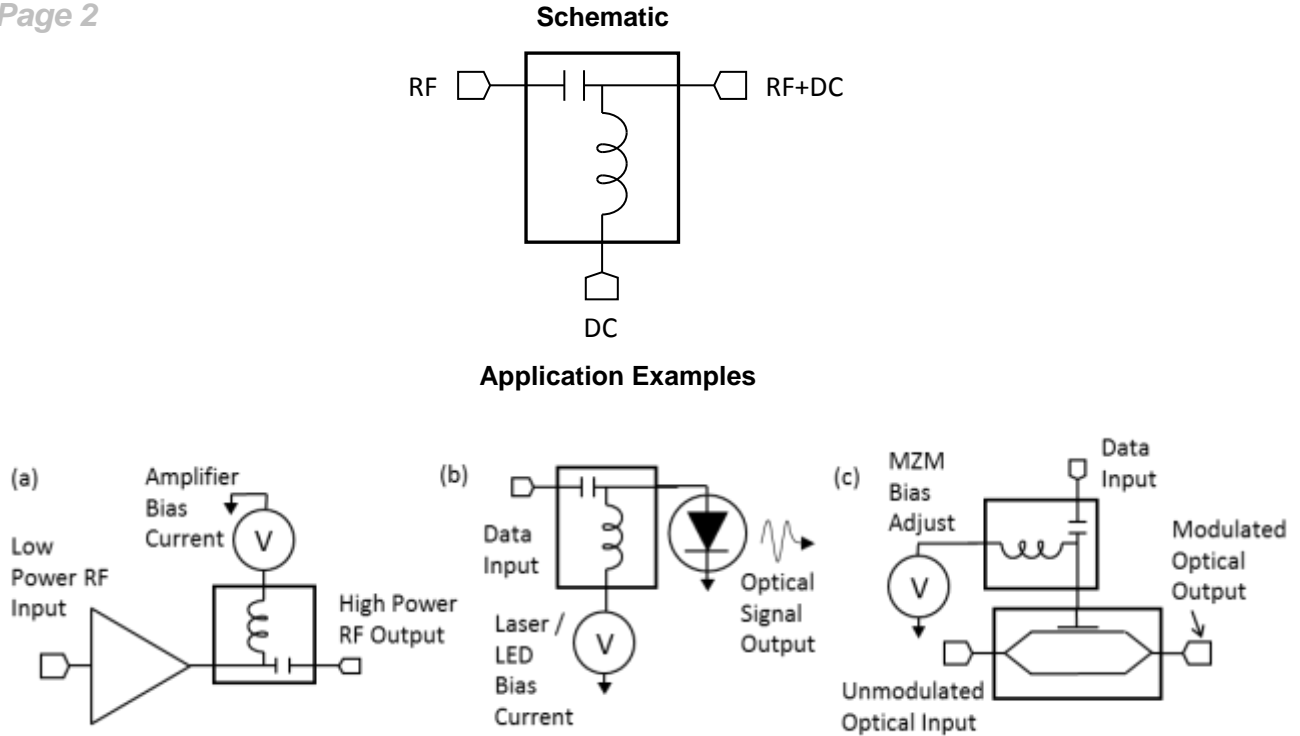 Page 2
Schematic
RF
RF+DC
DC
Application Examples
(a)
Amplifier
Bias
Current
V
Low
Power RF
Input
High Power
RF Output
(b)
Data
Input
Laser /
LED
Bias
Current
V
Optical
Signal
Output
(c)
MZM
Bias
Adjust
V
Data
Input
Modulated
Optical
Output
Unmodulated
Optical Input